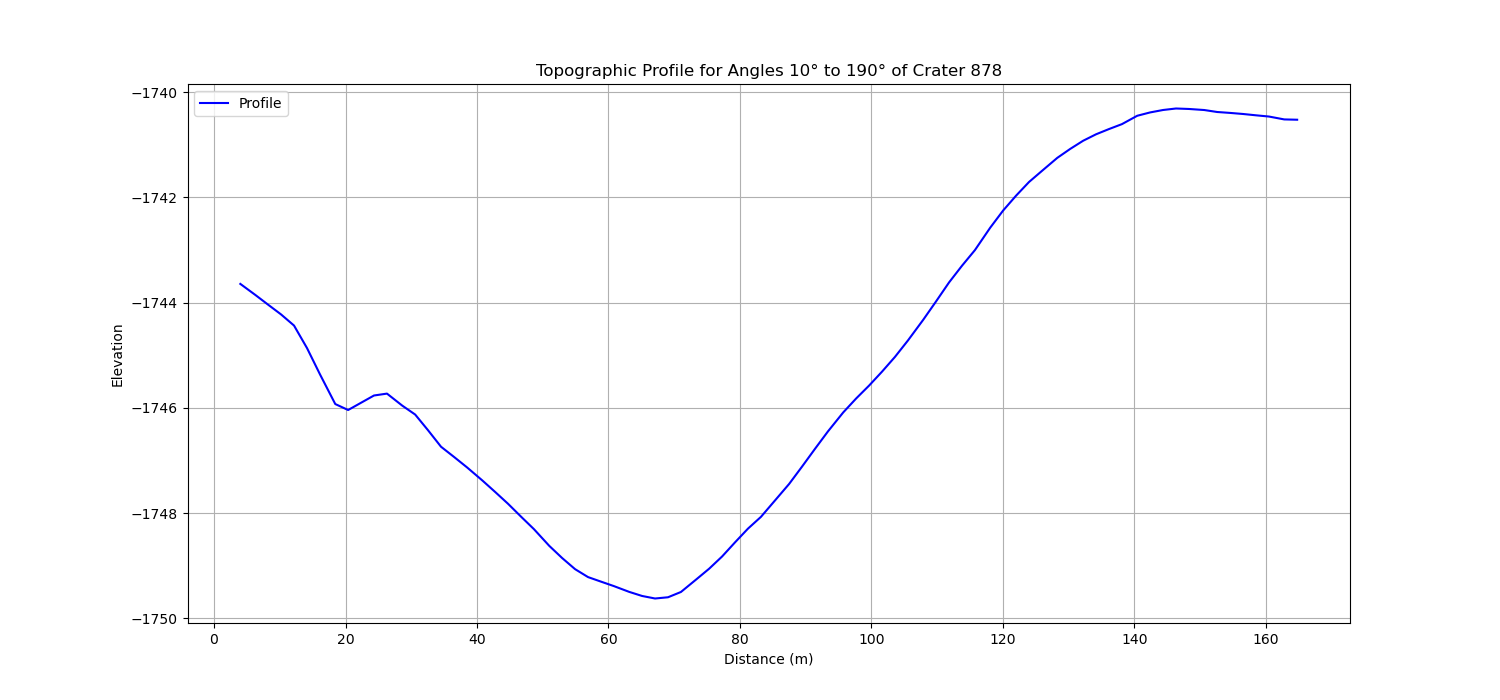 Topographic Profile for Angles 10° to 190° of Crater 878
Profile
−1740
−1742
−1744
−1746
−1748
−1750
Elevation
0 20 40 60 80 100 120 140 160
Distance (m)